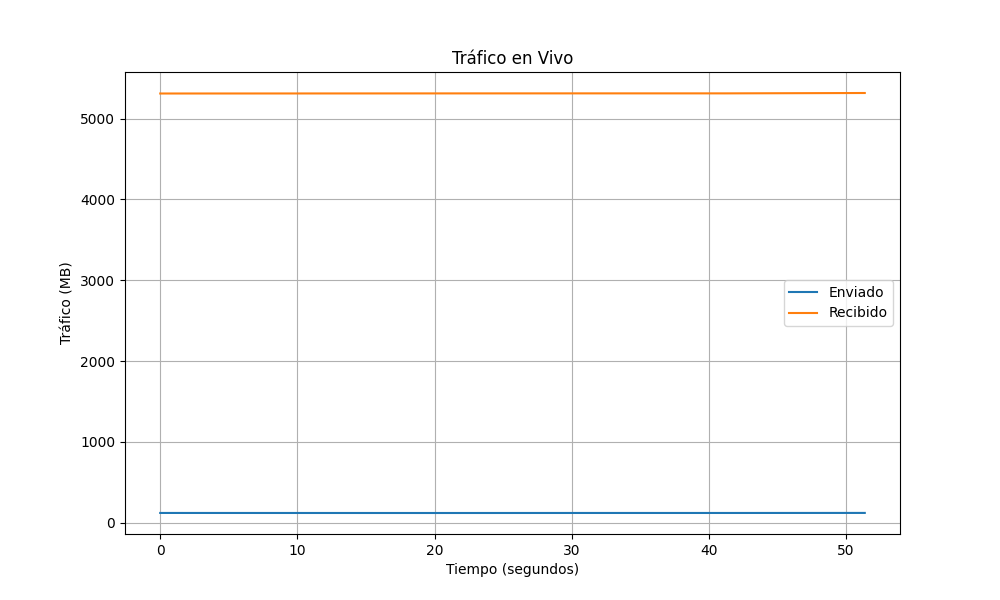 Tráfico en Vivo
Tráfico (MB)
5000
4000
3000
2000
1000
0
Enviado
Recibido
0 10 20 30 40 50
Tiempo (segundos)